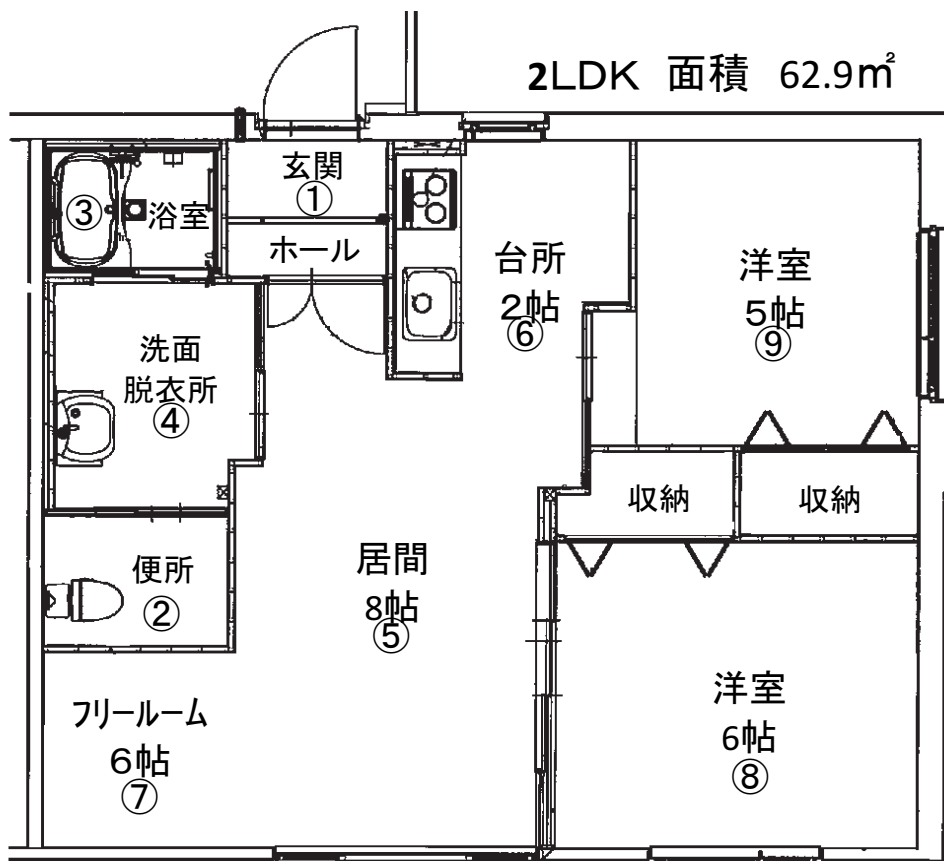 2LDK 面積 62.9㎡
玄関
①
③
浴室
ホール
台所
2帖
⑥
洋室
5帖
⑨
洗面
脱衣所
④
収納
収納
便所
②
居間
8帖
⑤
フリールーム
6帖
⑦
洋室
6帖
⑧